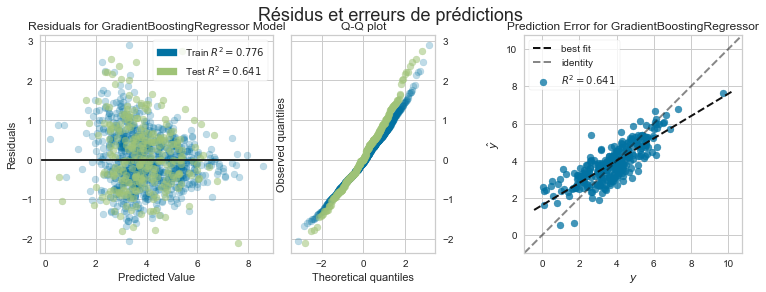 Résidus et erreurs de prédictions
Residuals for GradientBoostingRegressor Model
Train R² = 0.776
Test R² = 0.641
3
2
1
0
−1
−2
Residuals
0
2
4
6
8
Predicted Value
Q-Q plot
Observed quantiles
3
2
1
0
−1
−2
−2
0
2
Theoretical quantiles
Prediction Error for GradientBoostingRegressor
best fit
identity
R² = 0.641
10
8
6
4
2
0
ŷ
0
2
4
6
8
10
y